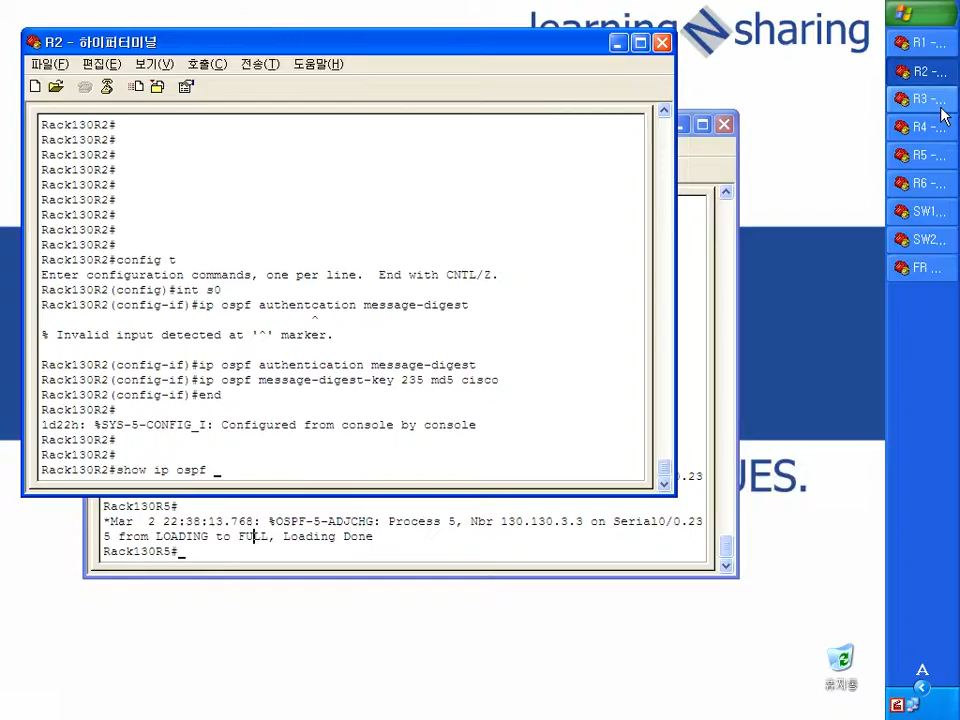 learning sharing
R2 - 하이퍼터미널
파일(F) 편집(E) 보기(V) 호출(C) 전송(T) 도움말(H)
Rack130R2#
Rack130R2#
Rack130R2#
Rack130R2#
Rack130R2#
Rack130R2#
Rack130R2#
Rack130R2#
Rack130R2#
Rack130R2#config t
Enter configuration commands, one per line.  End with CNTL/Z.
Rack130R2(config)#int s0
Rack130R2(config-if)#ip ospf authentcation message-digest
^
% Invalid input detected at '^' marker.
Rack130R2(config-if)#ip ospf authentication message-digest
Rack130R2(config-if)#ip ospf message-digest-key 235 md5 cisco
Rack130R2(config-if)#end
Rack130R2#
1d22h: %SYS-5-CONFIG_I: Configured from console by console
Rack130R2#
Rack130R2#
Rack130R2#show ip ospf _
0.23
UES.
Rack130R5#
*Mar  2 22:38:13.768: %OSPF-5-ADJCHG: Process 5, Nbr 130.130.3.3 on Serial0/0.23
5 from LOADING to FULL, Loading Done
Rack130R5#_
R1 -...
R2 -...
R3 -...
R4 -...
R5 -...
R6 -...
SW1...
SW2...
FR ...
휴지통
A